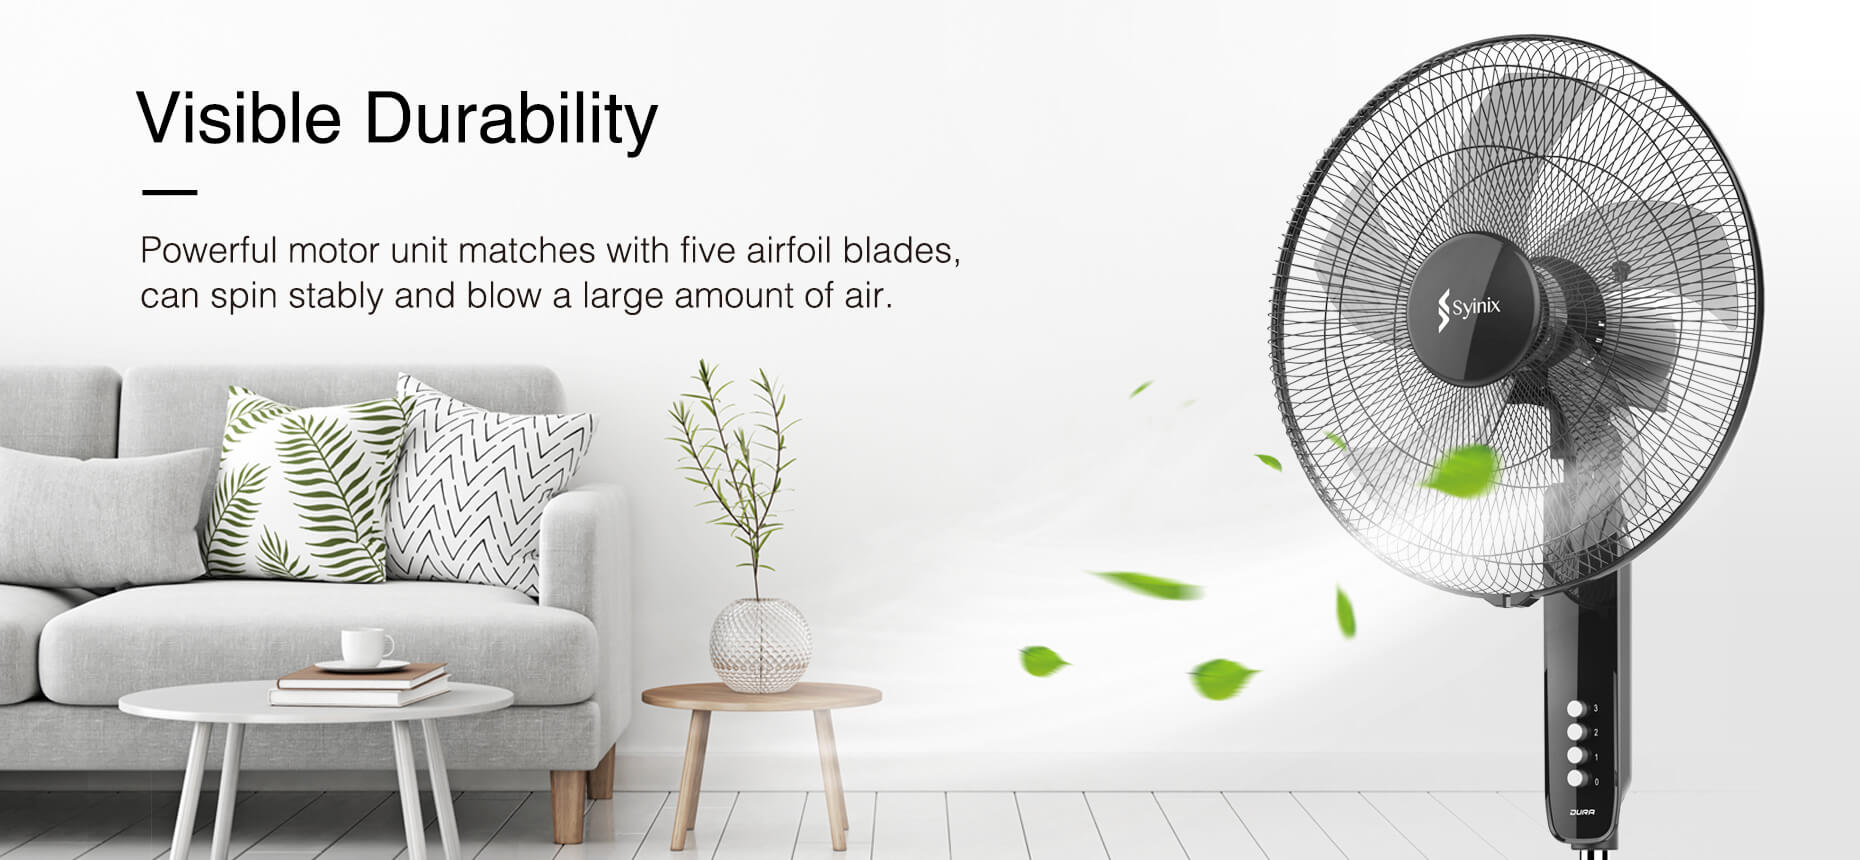 Visible Durability
Powerful motor unit matches with five airfoil blades,
can spin stably and blow a large amount of air.
Syinix
3
2
1
0
DURA